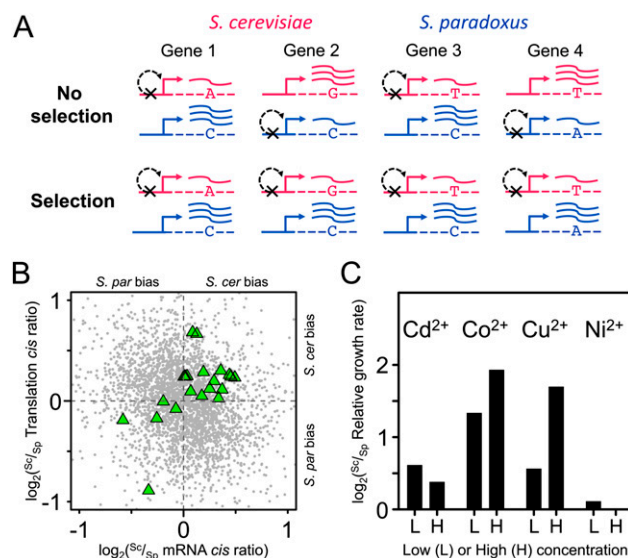 A
S. cerevisiae S. paradoxus
Gene 1 Gene 2 Gene 3 Gene 4
No
selection
A G T T
C C C A
Selection
A G T T
C C C A
B
S. par bias S. cer bias
log₂(Sc/Sp Translation cis ratio)
1
0
-1
S. cer bias
S. par bias
-1 0 1
log₂(Sc/Sp mRNA cis ratio)
C
log₂(Sc/Sp Relative growth rate)
Cd²⁺ Co²⁺ Cu²⁺ Ni²⁺
2
1
0
L H L H L H L H
Low (L) or High (H) concentration